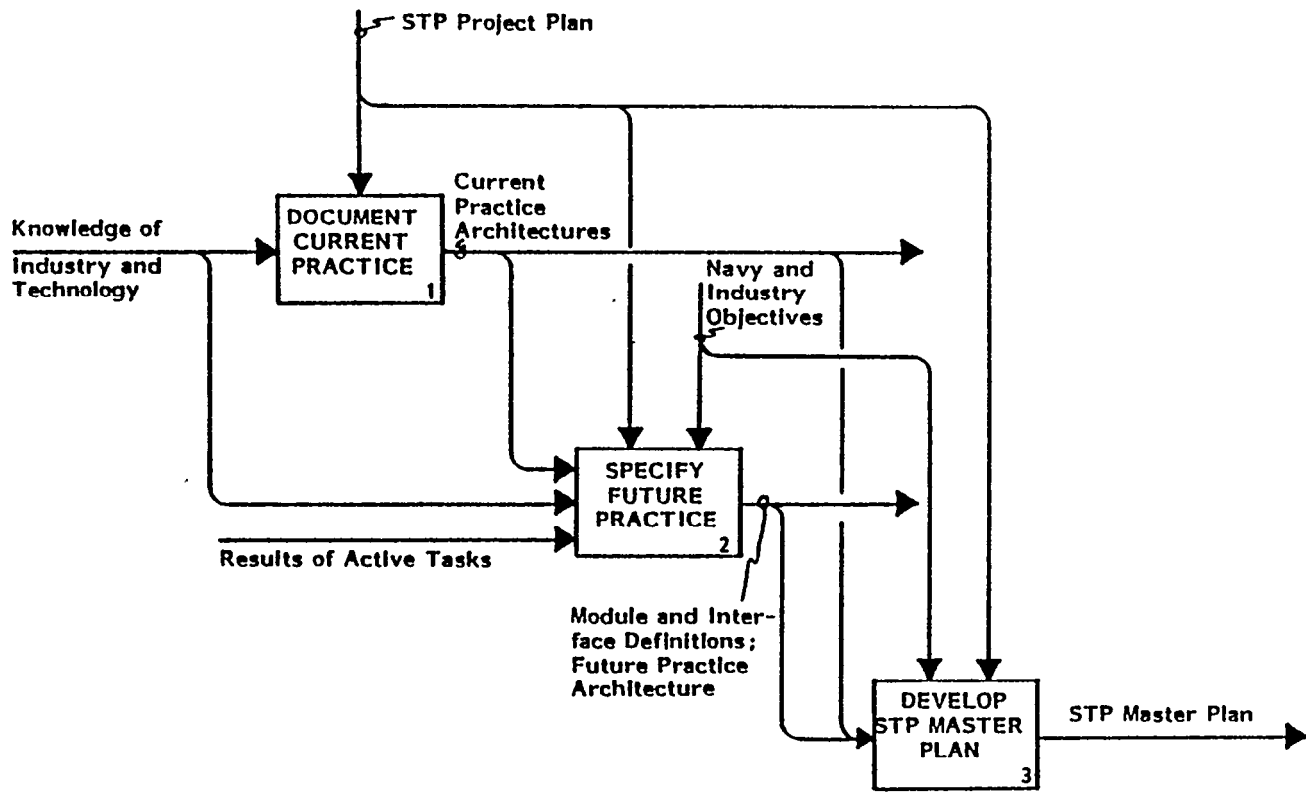 STP Project Plan
DOCUMENT
CURRENT
PRACTICE
1
Knowledge of
Industry and
Technology
Current
Practice
Architectures
Navy and
Industry
Objectives
SPECIFY
FUTURE
PRACTICE
2
Results of Active Tasks
Module and Inter-
face Definitions;
Future Practice
Architecture
DEVELOP
STP MASTER
PLAN
3
STP Master Plan